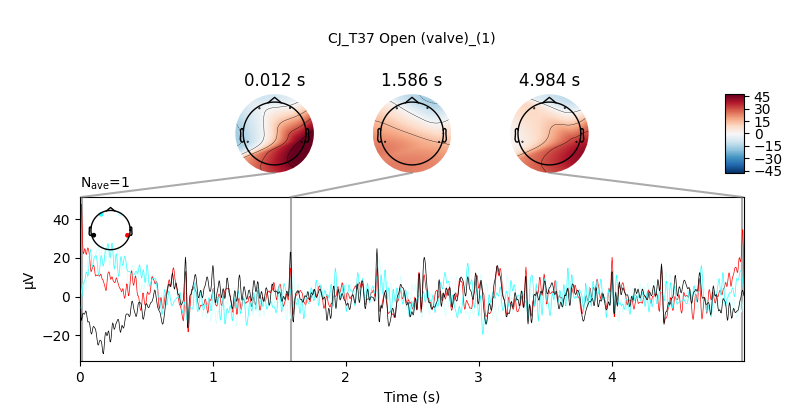 CJ_T37 Open (valve)_(1)
0.012 s
1.586 s
4.984 s
45
30
15
0
−15
−30
−45
Nave=1
40
20
0
−20
µV
0
1
2
3
4
Time (s)